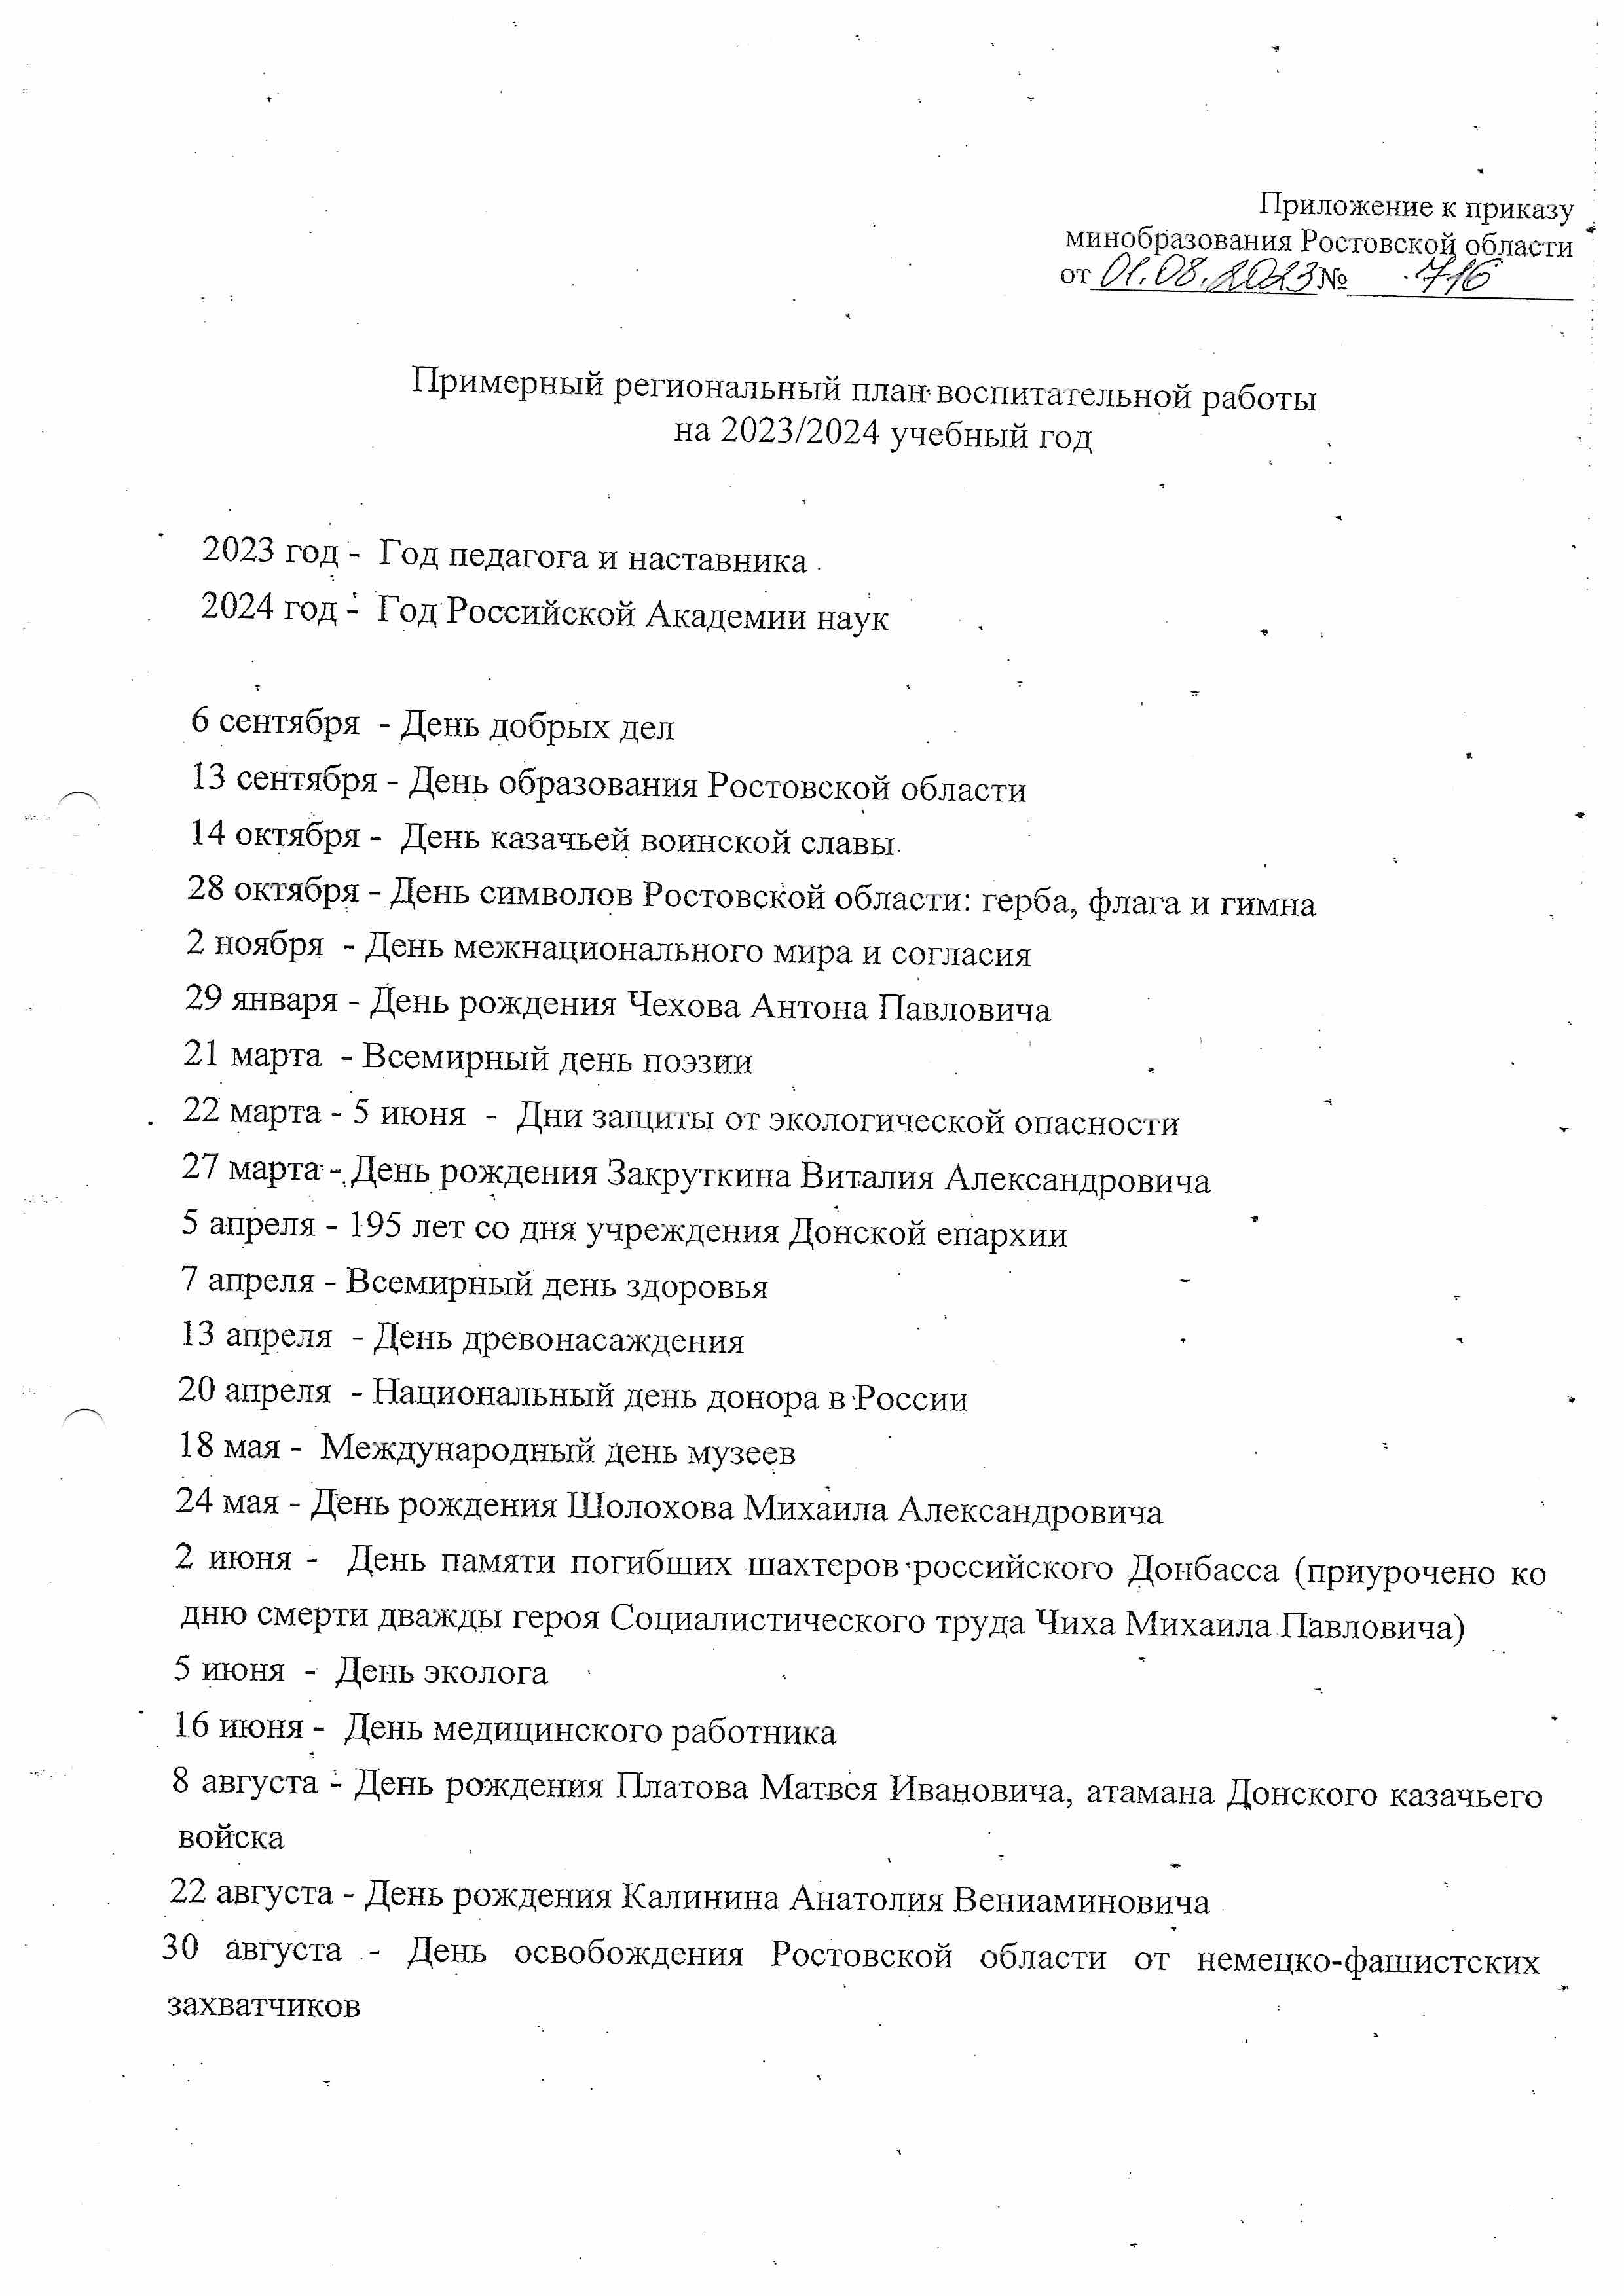 Приложение к приказу
минобразования Ростовской области
от 01.08.2023 № 716
Примерный региональный план воспитательной работы
на 2023/2024 учебный год
2023 год - Год педагога и наставника
2024 год - Год Российской Академии наук
6 сентября - День добрых дел
13 сентября - День образования Ростовской области
14 октября - День казачьей воинской славы
28 октября - День символов Ростовской области: герба, флага и гимна
2 ноября - День межнационального мира и согласия
29 января - День рождения Чехова Антона Павловича
21 марта - Всемирный день поэзии
22 марта - 5 июня - Дни защиты от экологической опасности
27 марта - День рождения Закруткина Виталия Александровича
5 апреля - 195 лет со дня учреждения Донской епархии
7 апреля - Всемирный день здоровья
13 апреля - День древонасаждения
20 апреля - Национальный день донора в России
18 мая - Международный день музеев
24 мая - День рождения Шолохова Михаила Александровича
2 июня - День памяти погибших шахтеров российского Донбасса (приурочено ко
дню смерти дважды героя Социалистического труда Чиха Михаила Павловича)
5 июня - День эколога
16 июня - День медицинского работника
8 августа - День рождения Платова Матвея Ивановича, атамана Донского казачьего
войска
22 августа - День рождения Калинина Анатолия Вениаминовича
30 августа - День освобождения Ростовской области от немецко-фашистских
захватчиков